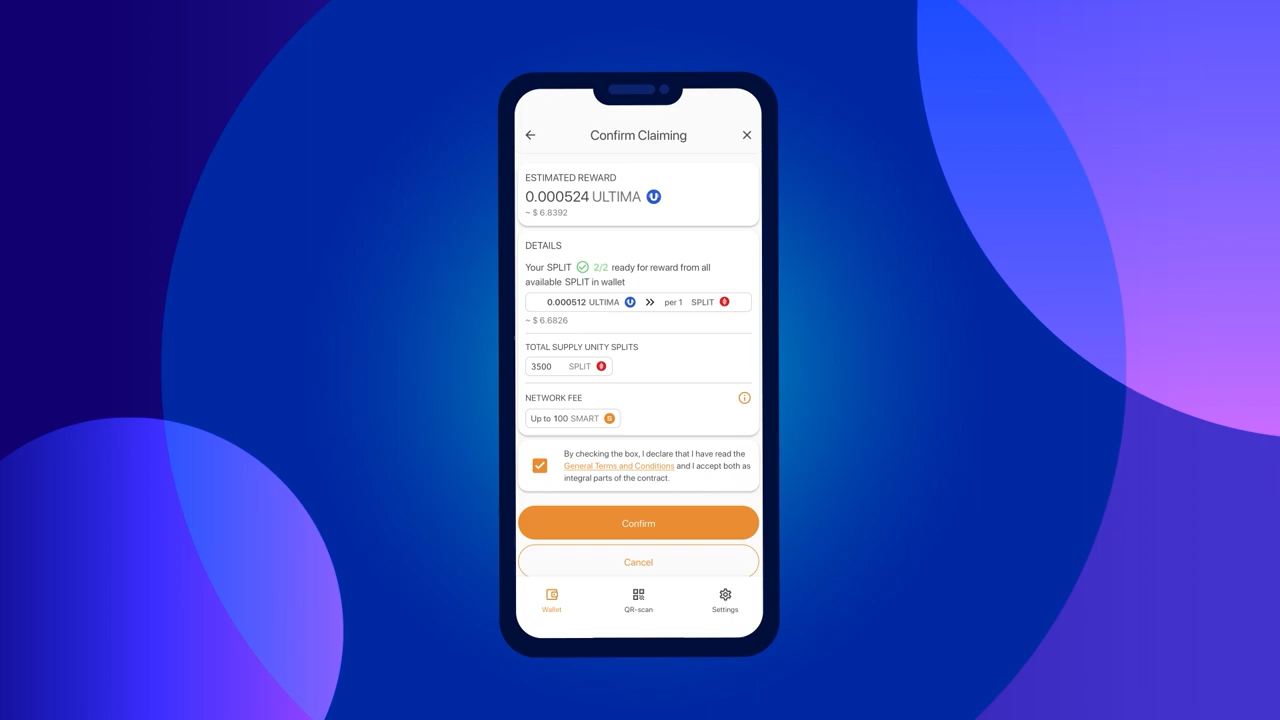 Confirm Claiming
ESTIMATED REWARD
0.000524 ULTIMA
~ $ 6.8392
DETAILS
Your SPLIT 2/2 ready for reward from all
available SPLIT in wallet
0.000512 ULTIMA per 1 SPLIT
~ $ 6.6826
TOTAL SUPPLY UNITY SPLITS
3500 SPLIT
NETWORK FEE
Up to 100 SMART
By checking the box, I declare that I have read the
General Terms and Conditions and I accept both as
integral parts of the contract.
Confirm
Cancel
Wallet QR-scan Settings